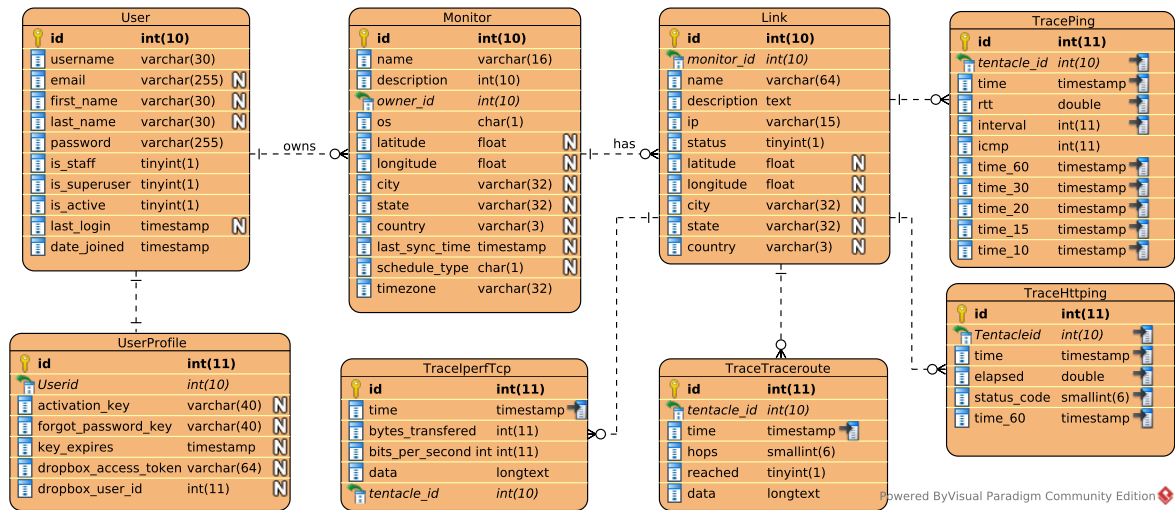 User
id int(10)
username varchar(30)
email varchar(255) N
first_name varchar(30) N
last_name varchar(30) N
password varchar(255)
is_staff tinyint(1)
is_superuser tinyint(1)
is_active tinyint(1)
last_login timestamp N
date_joined timestamp
owns
Monitor
id int(10)
name varchar(16)
description int(10)
owner_id int(10)
os char(1)
latitude float N
longitude float N
city varchar(32) N
state varchar(32) N
country varchar(3) N
last_sync_time timestamp N
schedule_type char(1) N
timezone varchar(32)
has
Link
id int(10)
monitor_id int(10)
name varchar(64)
description text
ip varchar(15)
status tinyint(1)
latitude float N
longitude float N
city varchar(32) N
state varchar(32) N
country varchar(3) N
TracePing
id int(11)
tentacle_id int(10)
time timestamp
rtt double
interval int(11)
icmp int(11)
time_60 timestamp
time_30 timestamp
time_20 timestamp
time_15 timestamp
time_10 timestamp
UserProfile
id int(11)
Userid int(10)
activation_key varchar(40) N
forgot_password_key varchar(40) N
key_expires timestamp N
dropbox_access_token varchar(64) N
dropbox_user_id int(11) N
TraceIperfTcp
id int(11)
time timestamp
bytes_transfered int(11)
bits_per_second int int(11)
data longtext
tentacle_id int(10)
TraceTraceroute
id int(11)
tentacle_id int(10)
time timestamp
hops smallint(6)
reached tinyint(1)
data longtext
TraceHttping
id int(11)
Tentacleid int(10)
time timestamp
elapsed double
status_code smallint(6)
time_60 timestamp
Powered ByVisual Paradigm Community Edition